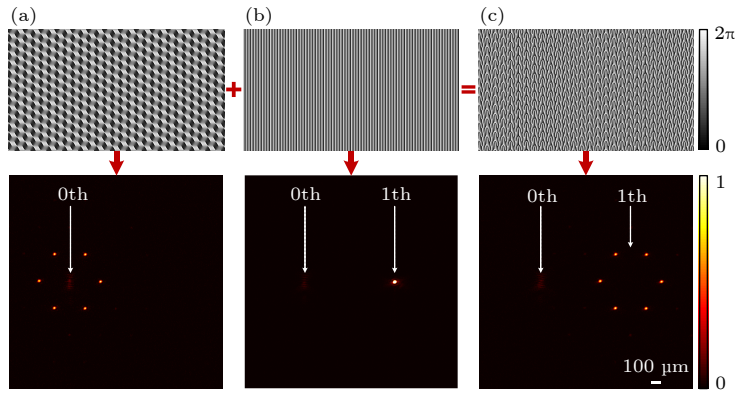 (a) (b) (c)
2π
+ =
0
0th 0th 1th 0th 1th
1
100 µm
0